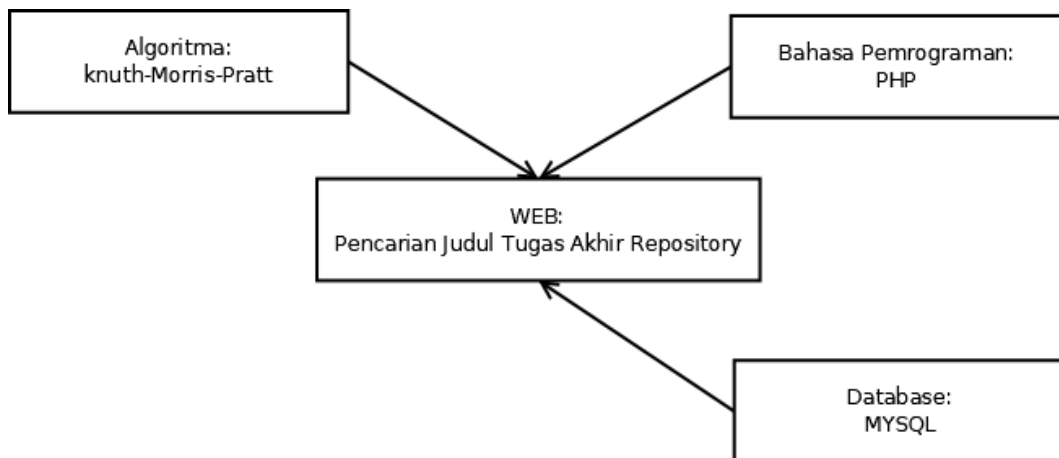 Algoritma:
knuth-Morris-Pratt
Bahasa Pemrograman:
PHP
WEB:
Pencarian Judul Tugas Akhir Repository
Database:
MYSQL